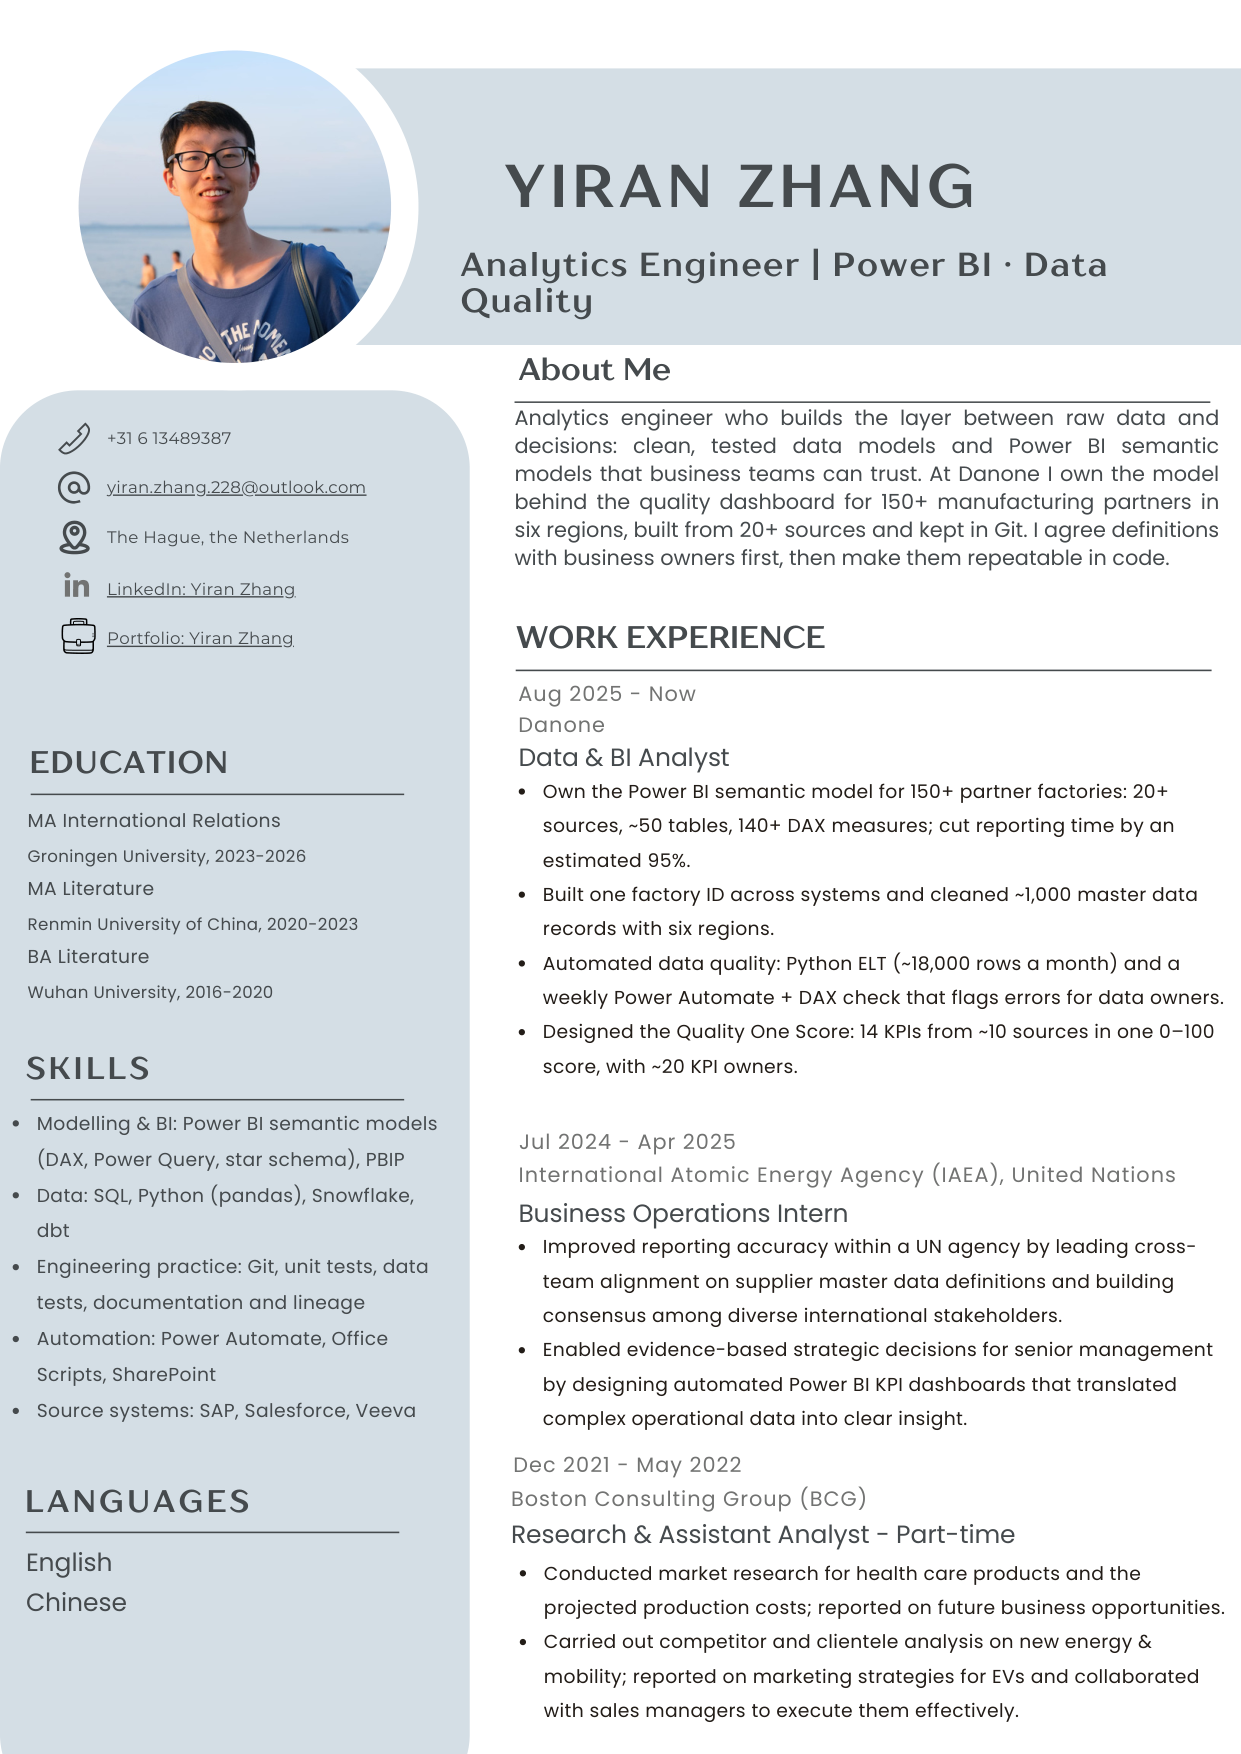 YIRAN ZHANG
Analytics Engineer | Power BI · Data
Quality
+31 6 13489387
yiran.zhang.228@outlook.com
The Hague, the Netherlands
in
LinkedIn: Yiran Zhang
Portfolio: Yiran Zhang
EDUCATION
MA International Relations
Groningen University, 2023-2026
MA Literature
Renmin University of China, 2020-2023
BA Literature
Wuhan University, 2016-2020
SKILLS
• Modelling & BI: Power BI semantic models
(DAX, Power Query, star schema), PBIP
• Data: SQL, Python (pandas), Snowflake,
dbt
• Engineering practice: Git, unit tests, data
tests, documentation and lineage
• Automation: Power Automate, Office
Scripts, SharePoint
• Source systems: SAP, Salesforce, Veeva
LANGUAGES
English
Chinese
About Me
Analytics engineer who builds the layer between raw data and
decisions: clean, tested data models and Power BI semantic
models that business teams can trust. At Danone I own the model
behind the quality dashboard for 150+ manufacturing partners in
six regions, built from 20+ sources and kept in Git. I agree definitions
with business owners first, then make them repeatable in code.
WORK EXPERIENCE
Aug 2025 - Now
Danone
Data & BI Analyst
• Own the Power BI semantic model for 150+ partner factories: 20+
sources, ~50 tables, 140+ DAX measures; cut reporting time by an
estimated 95%.
• Built one factory ID across systems and cleaned ~1,000 master data
records with six regions.
• Automated data quality: Python ELT (~18,000 rows a month) and a
weekly Power Automate + DAX check that flags errors for data owners.
• Designed the Quality One Score: 14 KPIs from ~10 sources in one 0–100
score, with ~20 KPI owners.
Jul 2024 - Apr 2025
International Atomic Energy Agency (IAEA), United Nations
Business Operations Intern
• Improved reporting accuracy within a UN agency by leading cross-
team alignment on supplier master data definitions and building
consensus among diverse international stakeholders.
• Enabled evidence-based strategic decisions for senior management
by designing automated Power BI KPI dashboards that translated
complex operational data into clear insight.
Dec 2021 - May 2022
Boston Consulting Group (BCG)
Research & Assistant Analyst - Part-time
• Conducted market research for health care products and the
projected production costs; reported on future business opportunities.
• Carried out competitor and clientele analysis on new energy &
mobility; reported on marketing strategies for EVs and collaborated
with sales managers to execute them effectively.